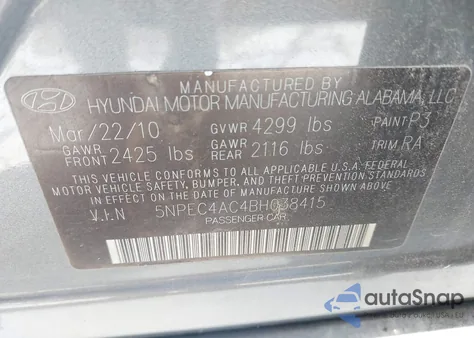 MANUFACTURED BY
HYUNDAI MOTOR MANUFACTURING ALABAMA, LLC
Mar/22/10 GVWR 4299 lbs PAINT P3
GAWR FRONT 2425 lbs GAWR REAR 2116 lbs TRIM RA
THIS VEHICLE CONFORMS TO ALL APPLICABLE U.S. FEDERAL
MOTOR VEHICLE SAFETY, BUMPER, AND THEFT PREVENTION
STANDARDS IN EFFECT ON THE DATE OF MANUFACTURE SHOWN ABOVE.
V.I.N 5NPEC4AC4BH038415
PASSENGER CAR
autoSnap